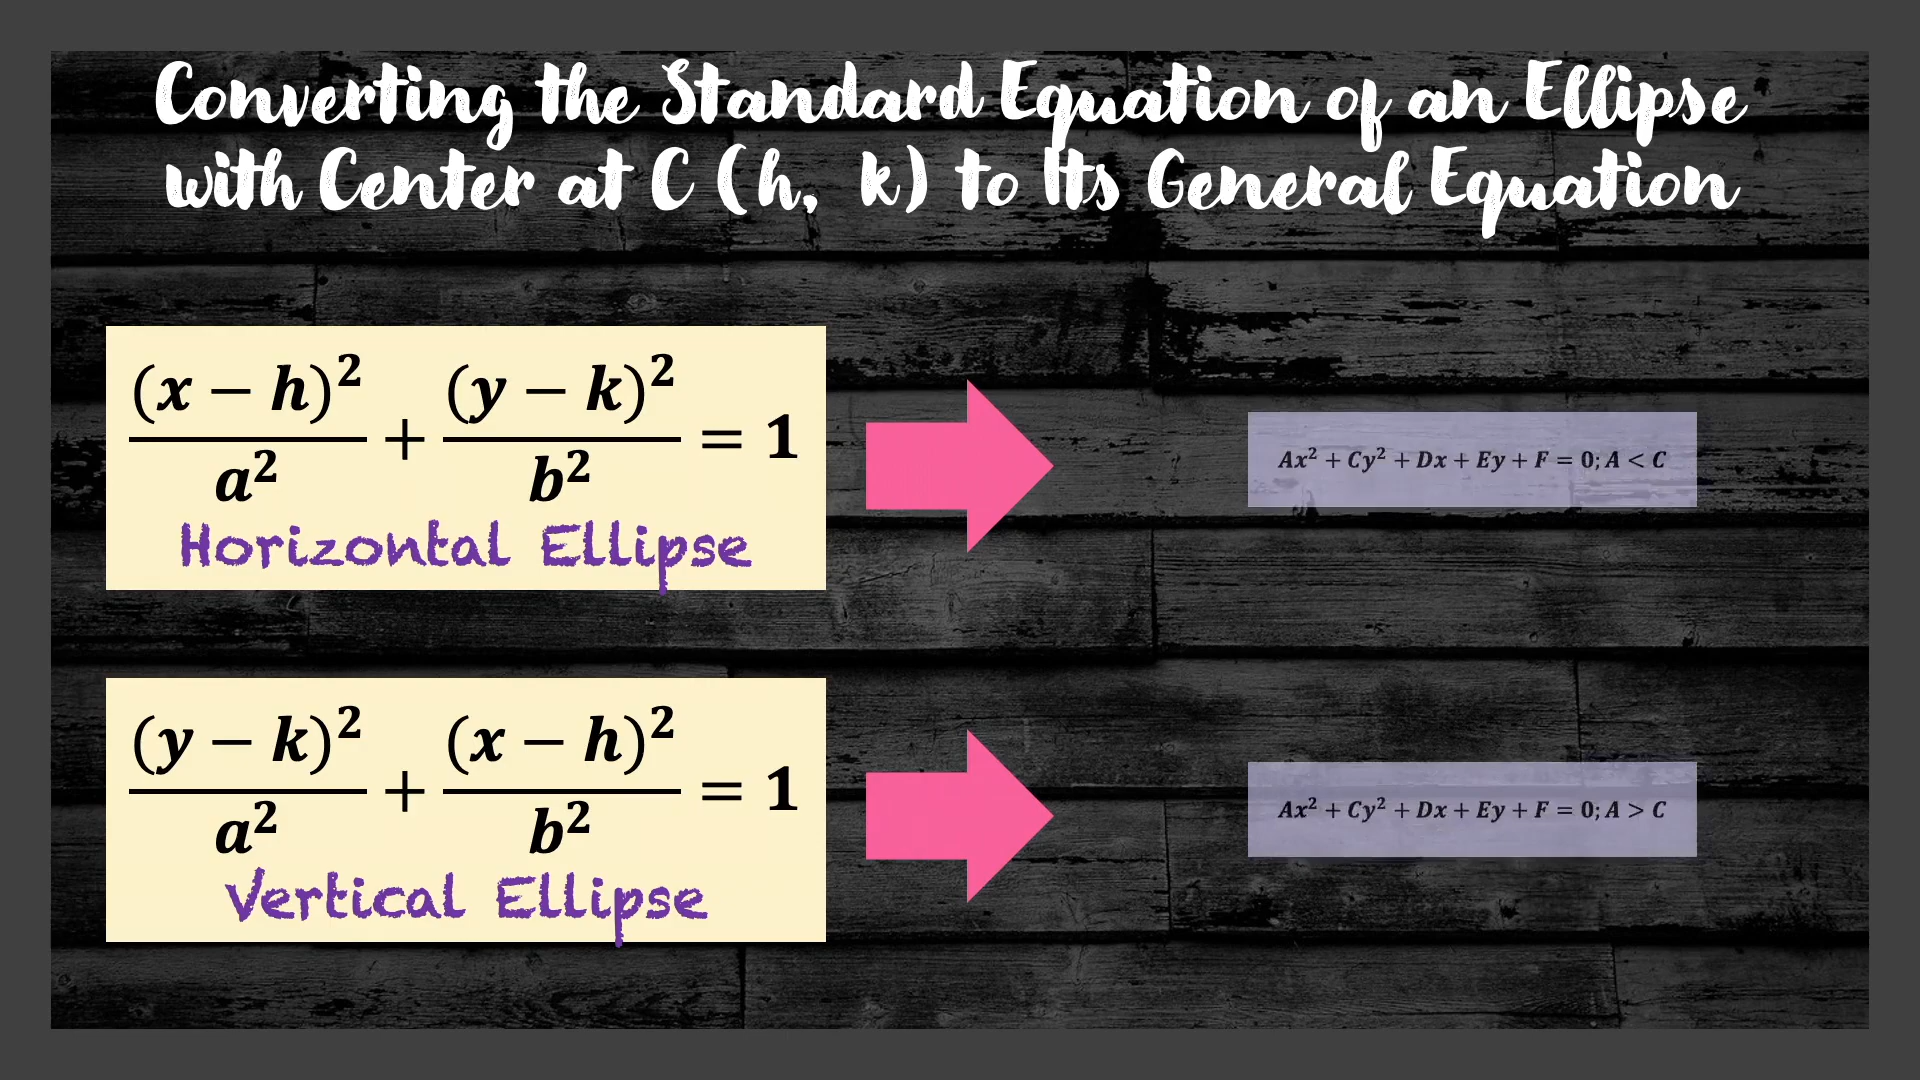 Converting the Standard Equation of an Ellipse
with Center at C (h, k) to Its General Equation
(x − h)²/a² + (y − k)²/b² = 1
Horizontal Ellipse
Ax² + Cy² + Dx + Ey + F = 0; A < C
(y − k)²/a² + (x − h)²/b² = 1
Vertical Ellipse
Ax² + Cy² + Dx + Ey + F = 0; A > C